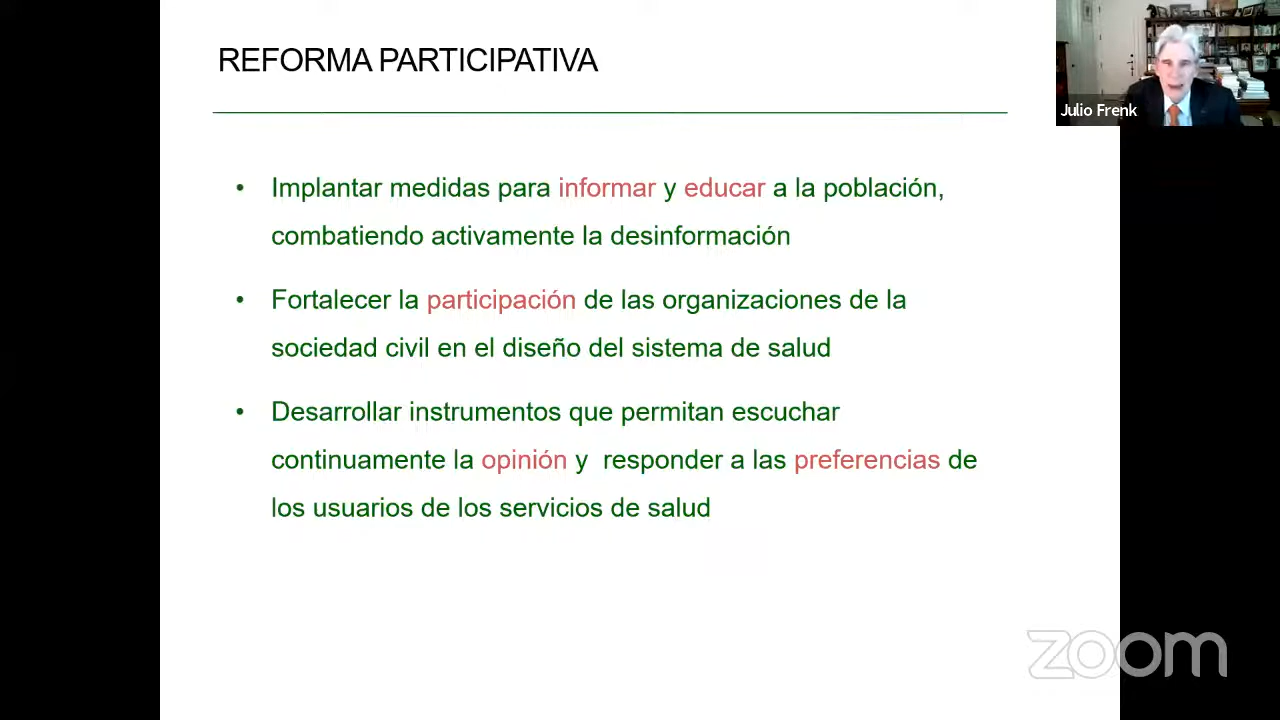 REFORMA PARTICIPATIVA
Julio Frenk
• Implantar medidas para informar y educar a la población,
combatiendo activamente la desinformación
• Fortalecer la participación de las organizaciones de la
sociedad civil en el diseño del sistema de salud
• Desarrollar instrumentos que permitan escuchar
continuamente la opinión y responder a las preferencias de
los usuarios de los servicios de salud
zoom